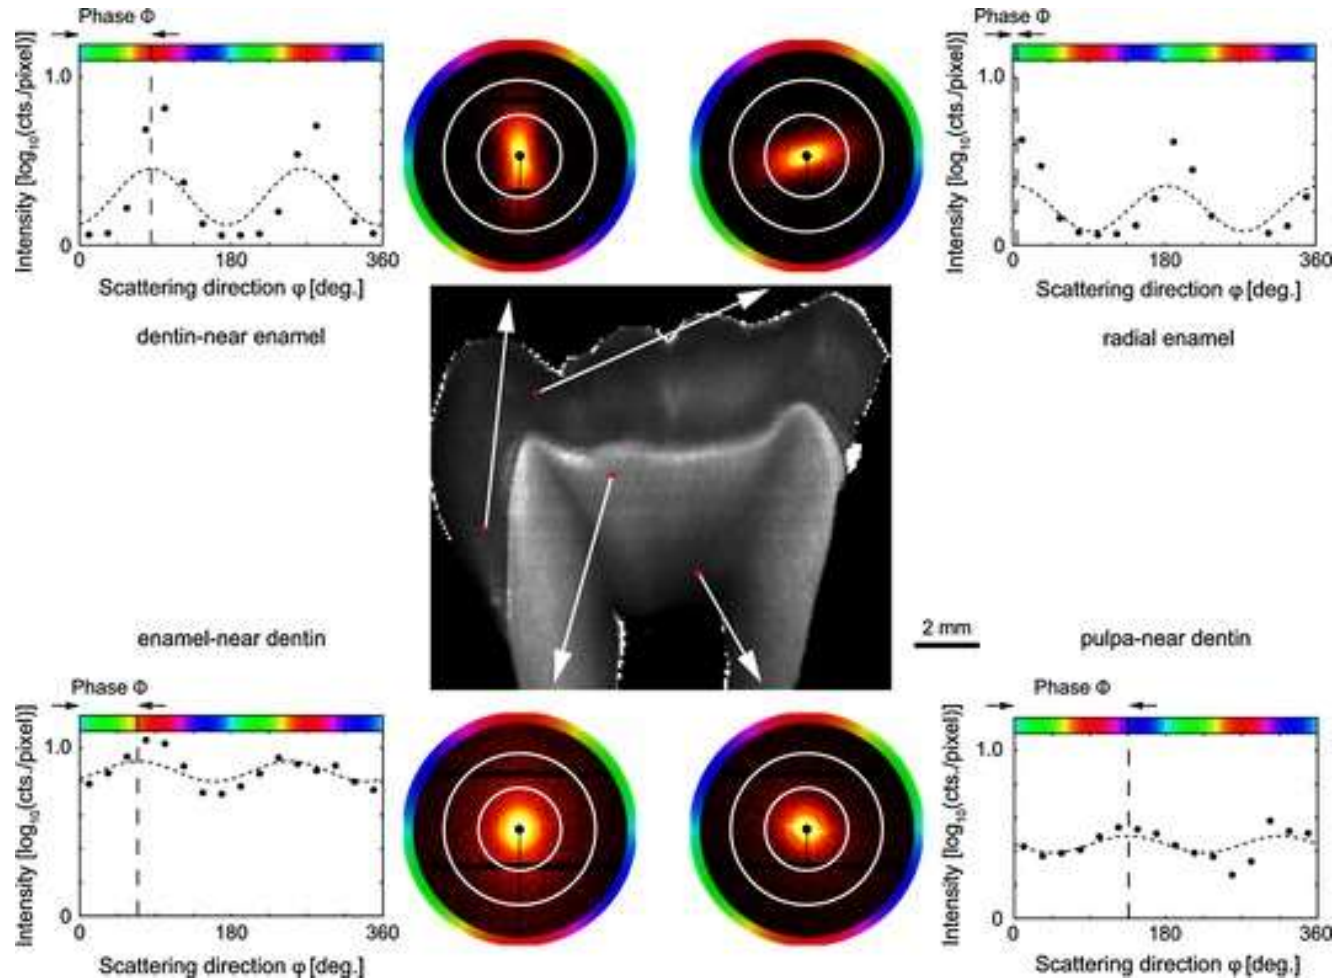 Phase Φ
Intensity [log10(cts./pixel)]
1.0
0
0 180 360
Scattering direction φ [deg.]
dentin-near enamel
Phase Φ
Intensity [log10(cts./pixel)]
1.0
0
0 180 360
Scattering direction φ [deg.]
radial enamel
2 mm
enamel-near dentin
Phase Φ
Intensity [log10(cts./pixel)]
1.0
0
0 180 360
Scattering direction φ [deg.]
pulpa-near dentin
Phase Φ
Intensity [log10(cts./pixel)]
1.0
0
0 180 360
Scattering direction φ [deg.]